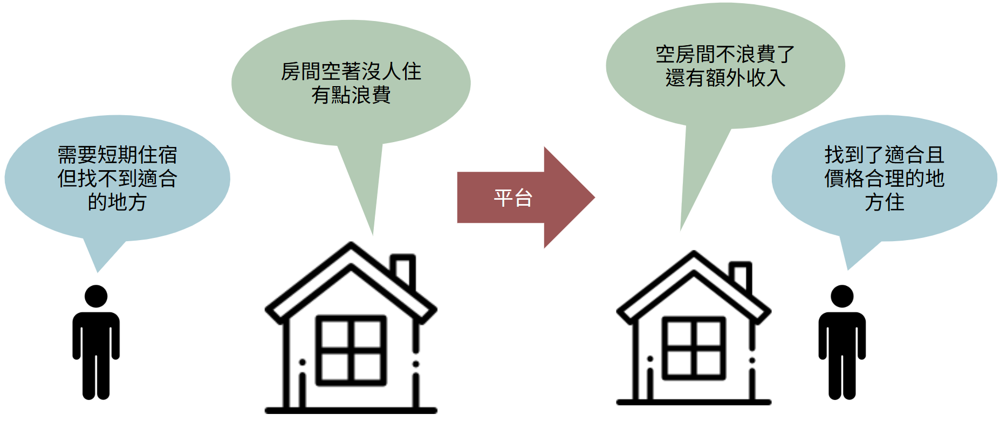 需要短期住宿
但找不到適合
的地方
房間空著沒人住
有點浪費
平台
空房間不浪費了
還有額外收入
找到了適合且
價格合理的地
方住